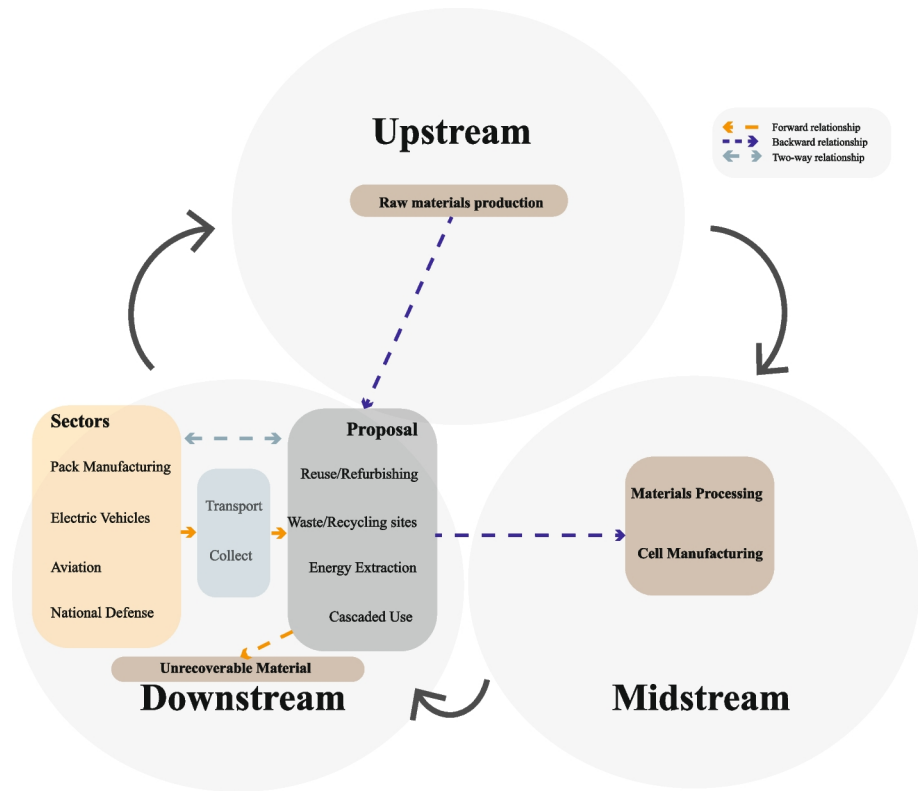 Upstream
Raw materials production
Forward relationship
Backward relationship
Two-way relationship
Sectors
Pack Manufacturing
Electric Vehicles
Aviation
National Defense
Transport
Collect
Proposal
Reuse/Refurbishing
Waste/Recycling sites
Energy Extraction
Cascaded Use
Unrecoverable Material
Downstream
Materials Processing
Cell Manufacturing
Midstream